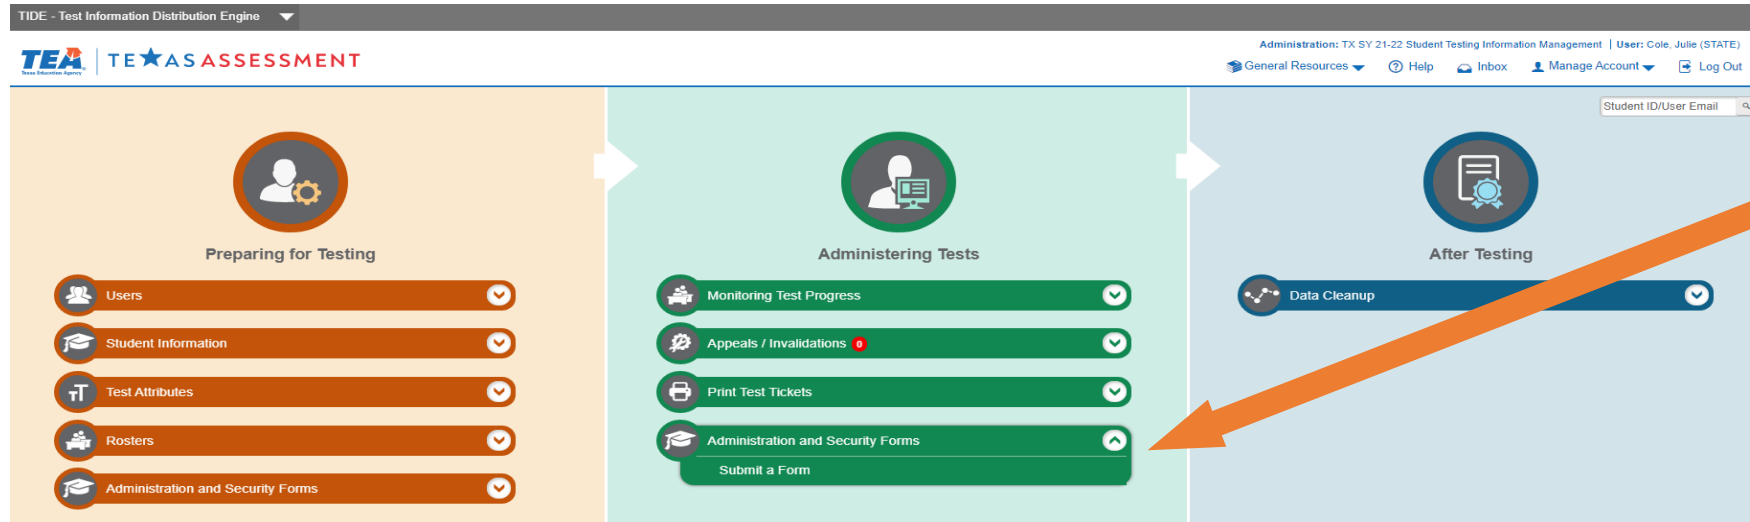 TIDE - Test Information Distribution Engine
Administration: TX SY 21-22 Student Testing Information Management | User: Cole, Julie (STATE)
TEA
Texas Education Agency
TEXAS ASSESSMENT
General Resources
Help
Inbox
Manage Account
Log Out
Student ID/User Email
Preparing for Testing
Users
Student Information
Test Attributes
Rosters
Administration and Security Forms
Administering Tests
Monitoring Test Progress
Appeals / Invalidations 0
Print Test Tickets
Administration and Security Forms
Submit a Form
After Testing
Data Cleanup